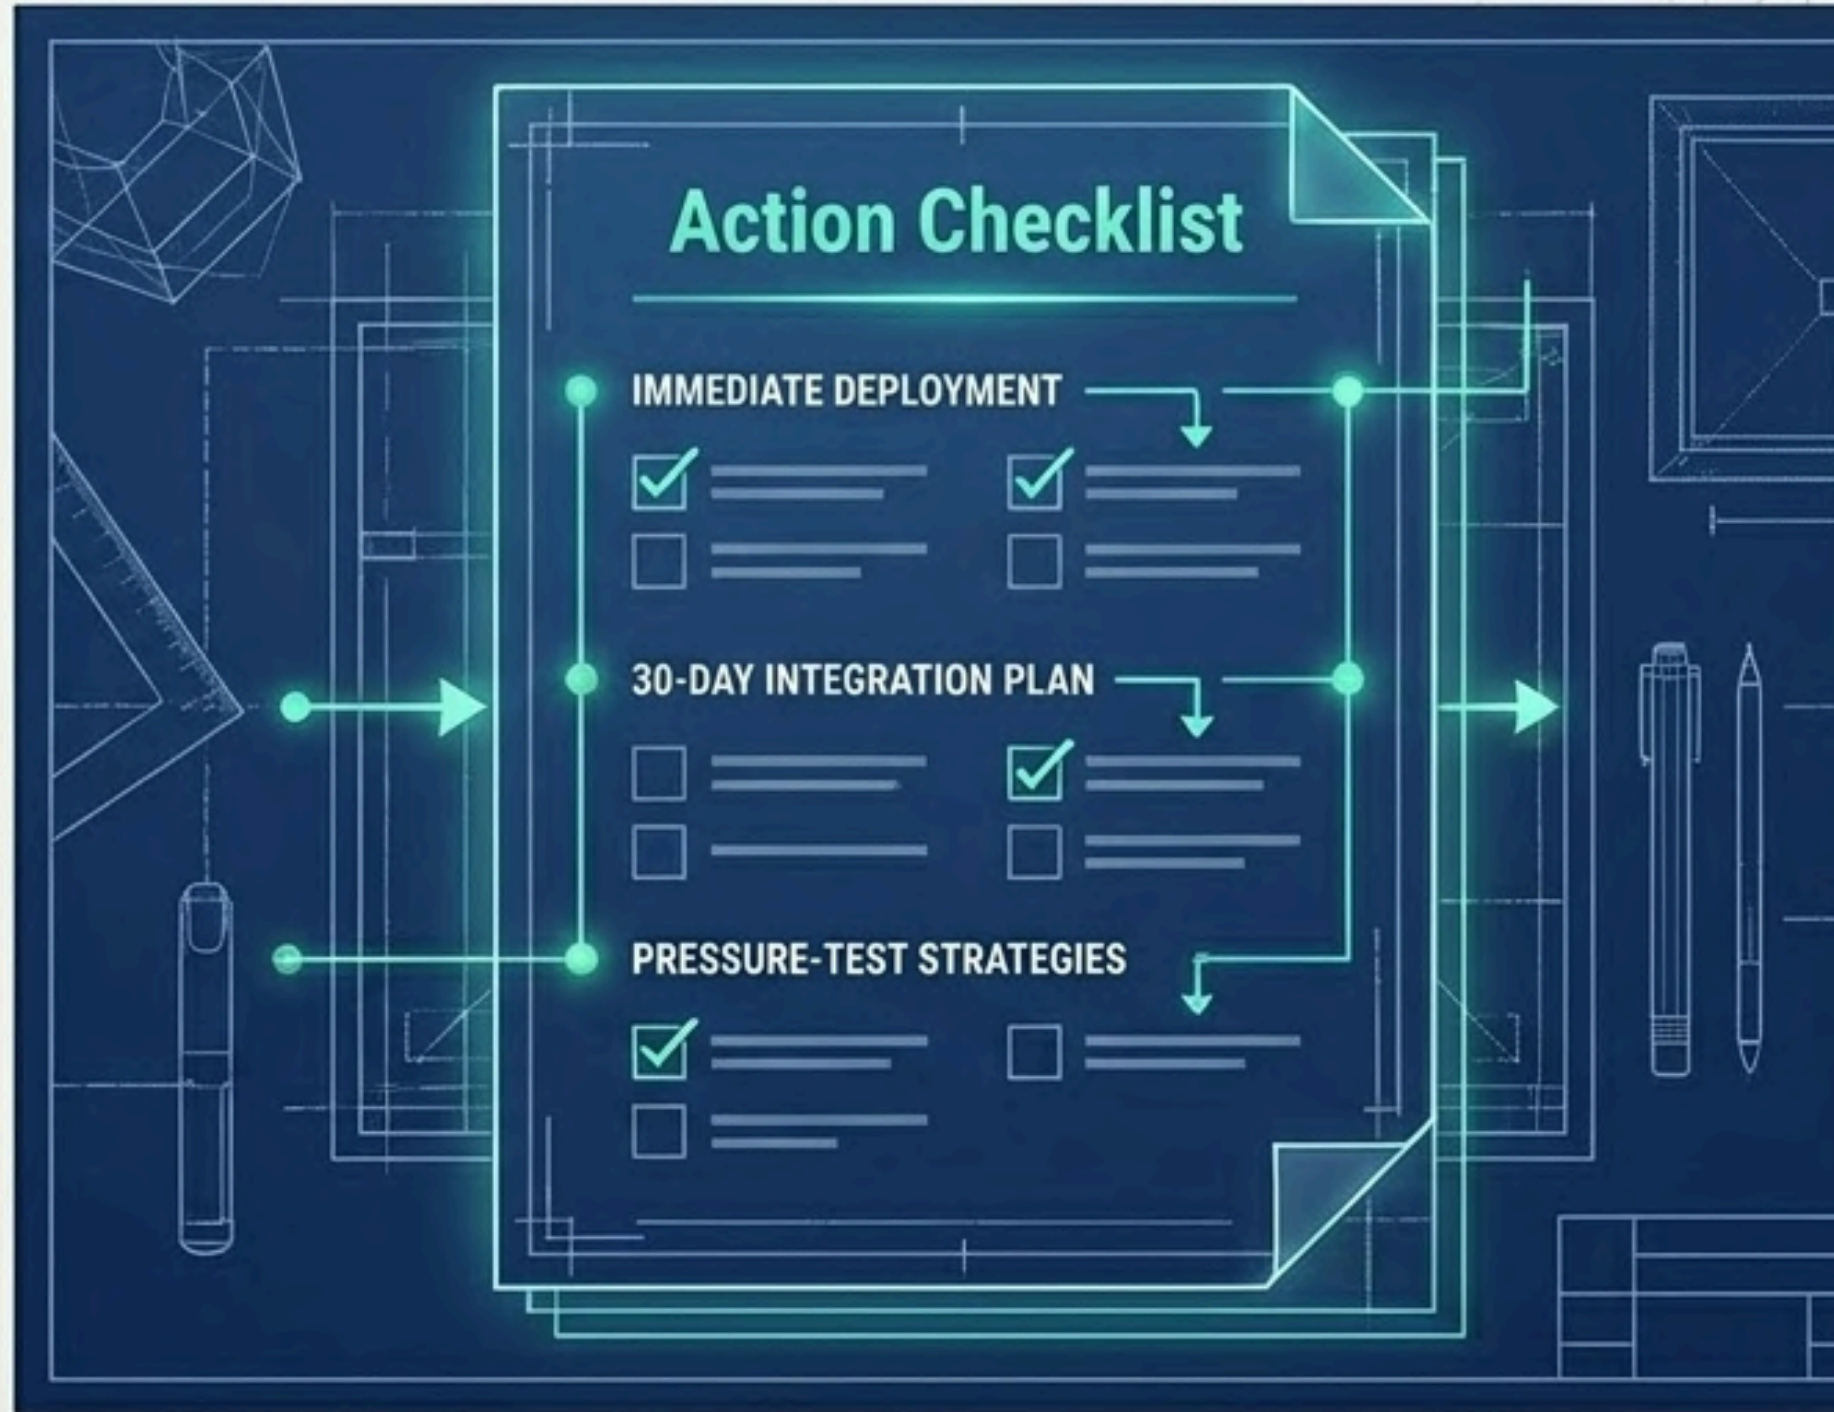 Action Checklist
IMMEDIATE DEPLOYMENT
30-DAY INTEGRATION PLAN
PRESSURE-TEST STRATEGIES